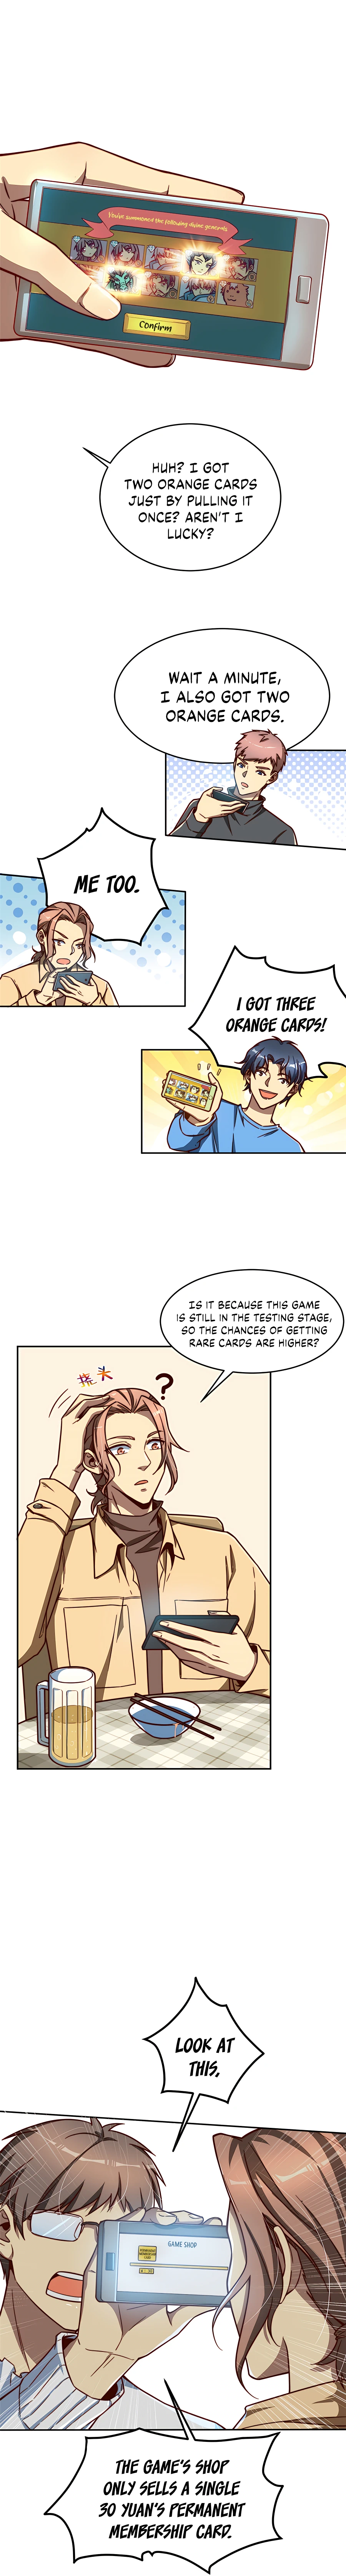 You've summoned the following divine generals
Confirm
HUH? I GOT
TWO ORANGE CARDS
JUST BY PULLING IT
ONCE? AREN'T I
LUCKY?
WAIT A MINUTE,
I ALSO GOT TWO
ORANGE CARDS.
ME TOO.
I GOT THREE
ORANGE CARDS!
IS IT BECAUSE THIS GAME
IS STILL IN THE TESTING STAGE,
SO THE CHANCES OF GETTING
RARE CARDS ARE HIGHER?
?
LOOK AT
THIS,
GAME SHOP
PERMANENT
MEMBERSHIP
CARD
THE GAME'S SHOP
ONLY SELLS A SINGLE
30 YUAN'S PERMANENT
MEMBERSHIP CARD.